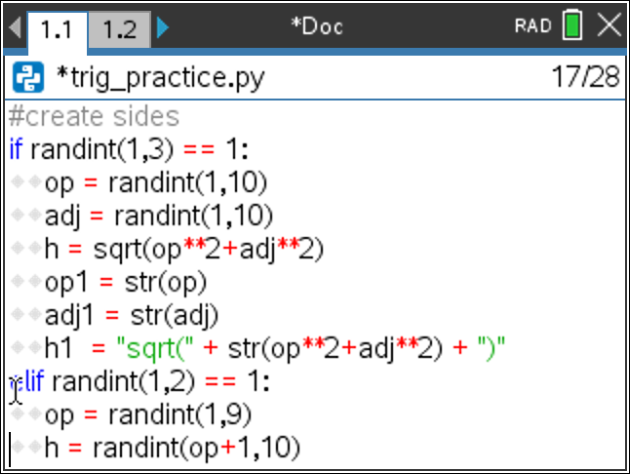 1.1 1.2 *Doc RAD
*trig_practice.py 17/28
#create sides
if randint(1,3) == 1:
op = randint(1,10)
adj = randint(1,10)
h = sqrt(op**2+adj**2)
op1 = str(op)
adj1 = str(adj)
h1  = "sqrt(" + str(op**2+adj**2) + ")"
elif randint(1,2) == 1:
op = randint(1,9)
h = randint(op+1,10)